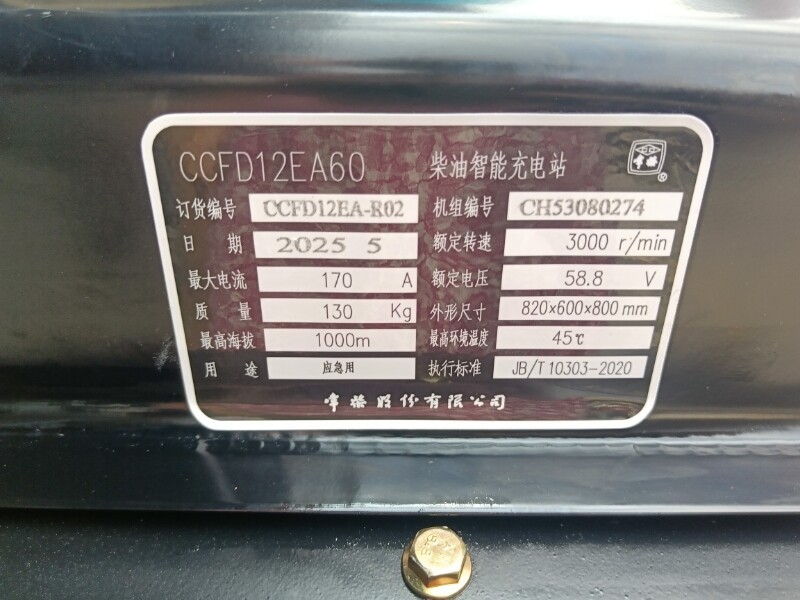 CCFD12EA60 柴油智能充电站 常柴®
订货编号 CCFD12EA-R02 机组编号 CH53080274
日期 2025 5 额定转速 3000 r/min
最大电流 170 A 额定电压 58.8 V
质量 130 Kg 外形尺寸 820×600×800 mm
最高海拔 1000m 最高环境温度 45℃
用途 应急用 执行标准 JB/T 10303-2020
常柴股份有限公司